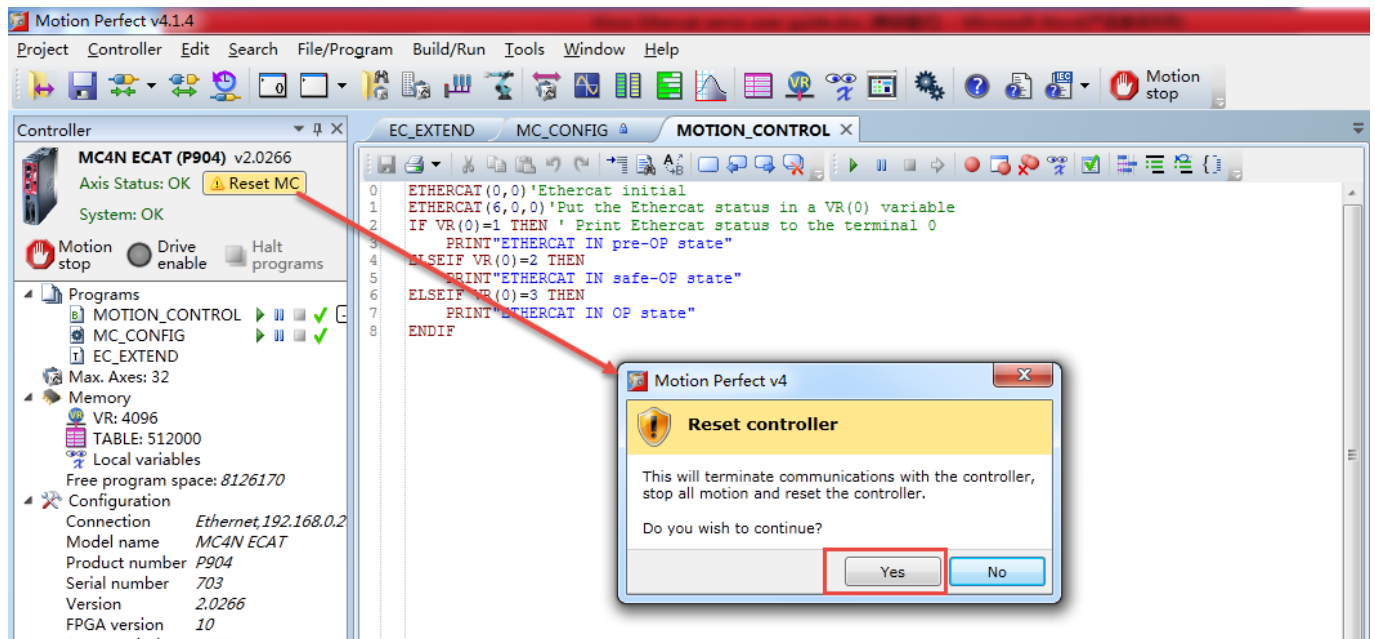 Motion Perfect v4.1.4
Project Controller Edit Search File/Program Build/Run Tools Window Help
0
IEC
Motion stop
Controller
MC4N ECAT (P904) v2.0266
Axis Status: OK Reset MC
System: OK
Motion stop Drive enable Halt programs
Programs
MOTION_CONTROL
MC_CONFIG
EC_EXTEND
Max. Axes: 32
Memory
VR: 4096
TABLE: 512000
Local variables
Free program space: 8126170
Configuration
Connection Ethernet,192.168.0.2
Model name MC4N ECAT
Product number P904
Serial number 703
Version 2.0266
FPGA version 10
EC_EXTEND MC_CONFIG MOTION_CONTROL
0 ETHERCAT(0,0)'Ethercat initial
1 ETHERCAT(6,0,0)'Put the Ethercat status in a VR(0) variable
2 IF VR(0)=1 THEN ' Print Ethercat status to the terminal 0
3 PRINT"ETHERCAT IN pre-OP state"
4 ELSEIF VR(0)=2 THEN
5 PRINT"ETHERCAT IN safe-OP state"
6 ELSEIF VR(0)=3 THEN
7 PRINT"ETHERCAT IN OP state"
8 ENDIF
Motion Perfect v4
Reset controller
This will terminate communications with the controller,
stop all motion and reset the controller.
Do you wish to continue?
Yes No